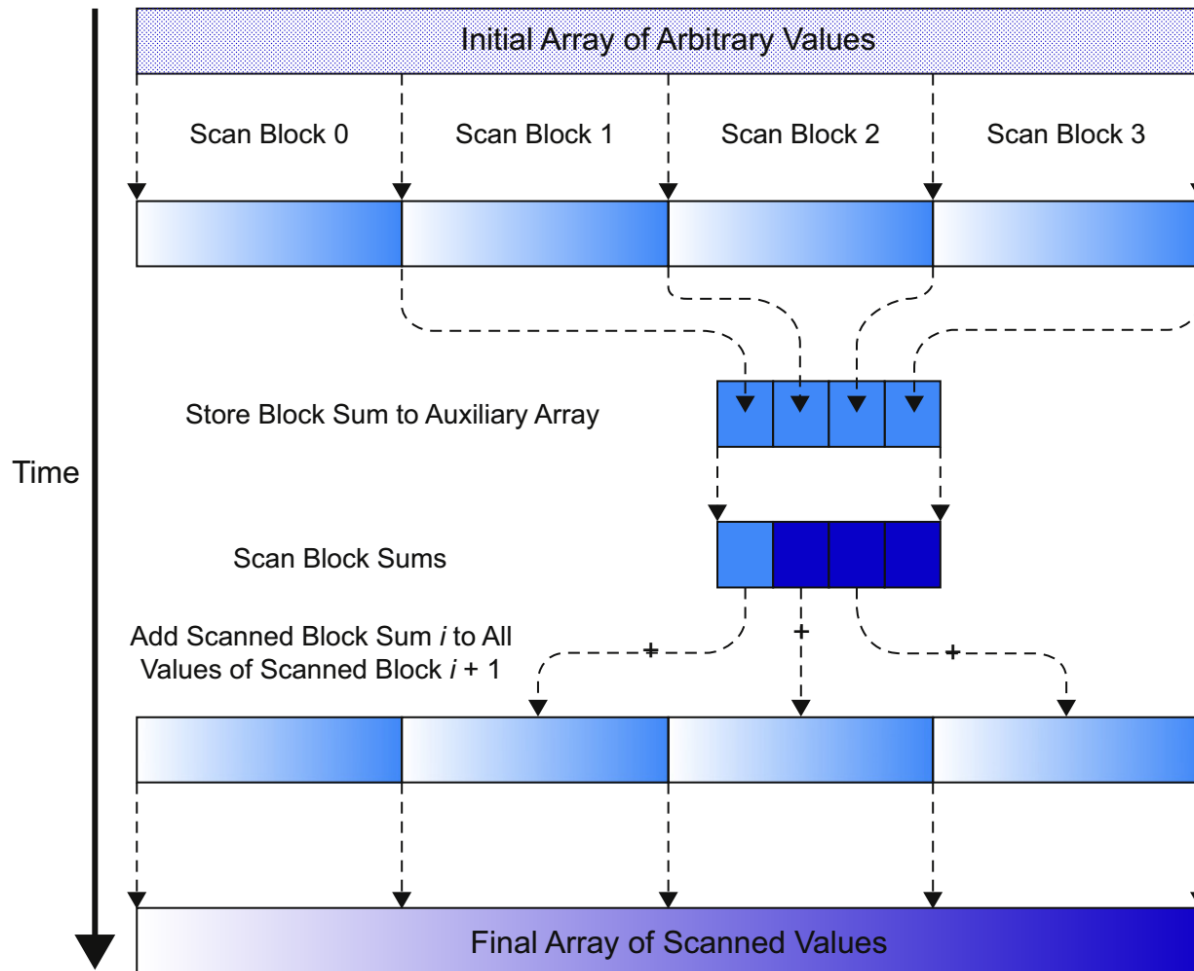 Initial Array of Arbitrary Values
Scan Block 0
Scan Block 1
Scan Block 2
Scan Block 3
Store Block Sum to Auxiliary Array
Time
Scan Block Sums
Add Scanned Block Sum i to All
Values of Scanned Block i + 1
+
+
+
Final Array of Scanned Values